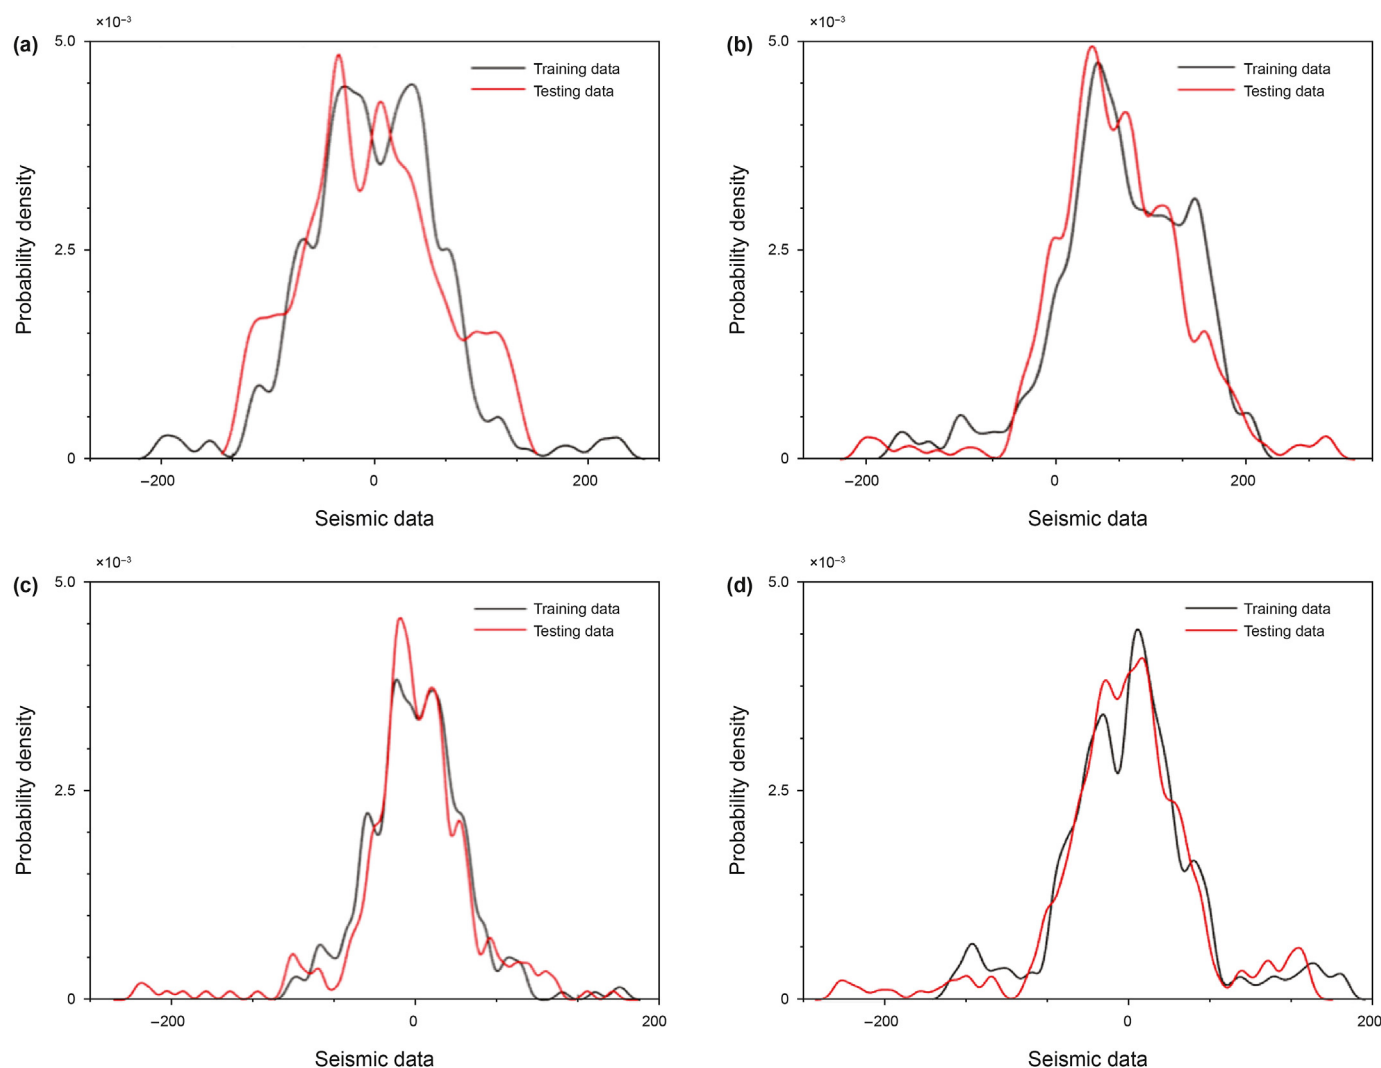 (a)
×10⁻³
5.0
2.5
0
Probability density
Training data
Testing data
−200
0
200
Seismic data
(b)
×10⁻³
5.0
2.5
0
Probability density
Training data
Testing data
−200
0
200
Seismic data
(c)
×10⁻³
5.0
2.5
0
Probability density
Training data
Testing data
−200
0
200
Seismic data
(d)
×10⁻³
5.0
2.5
0
Probability density
Training data
Testing data
−200
0
200
Seismic data